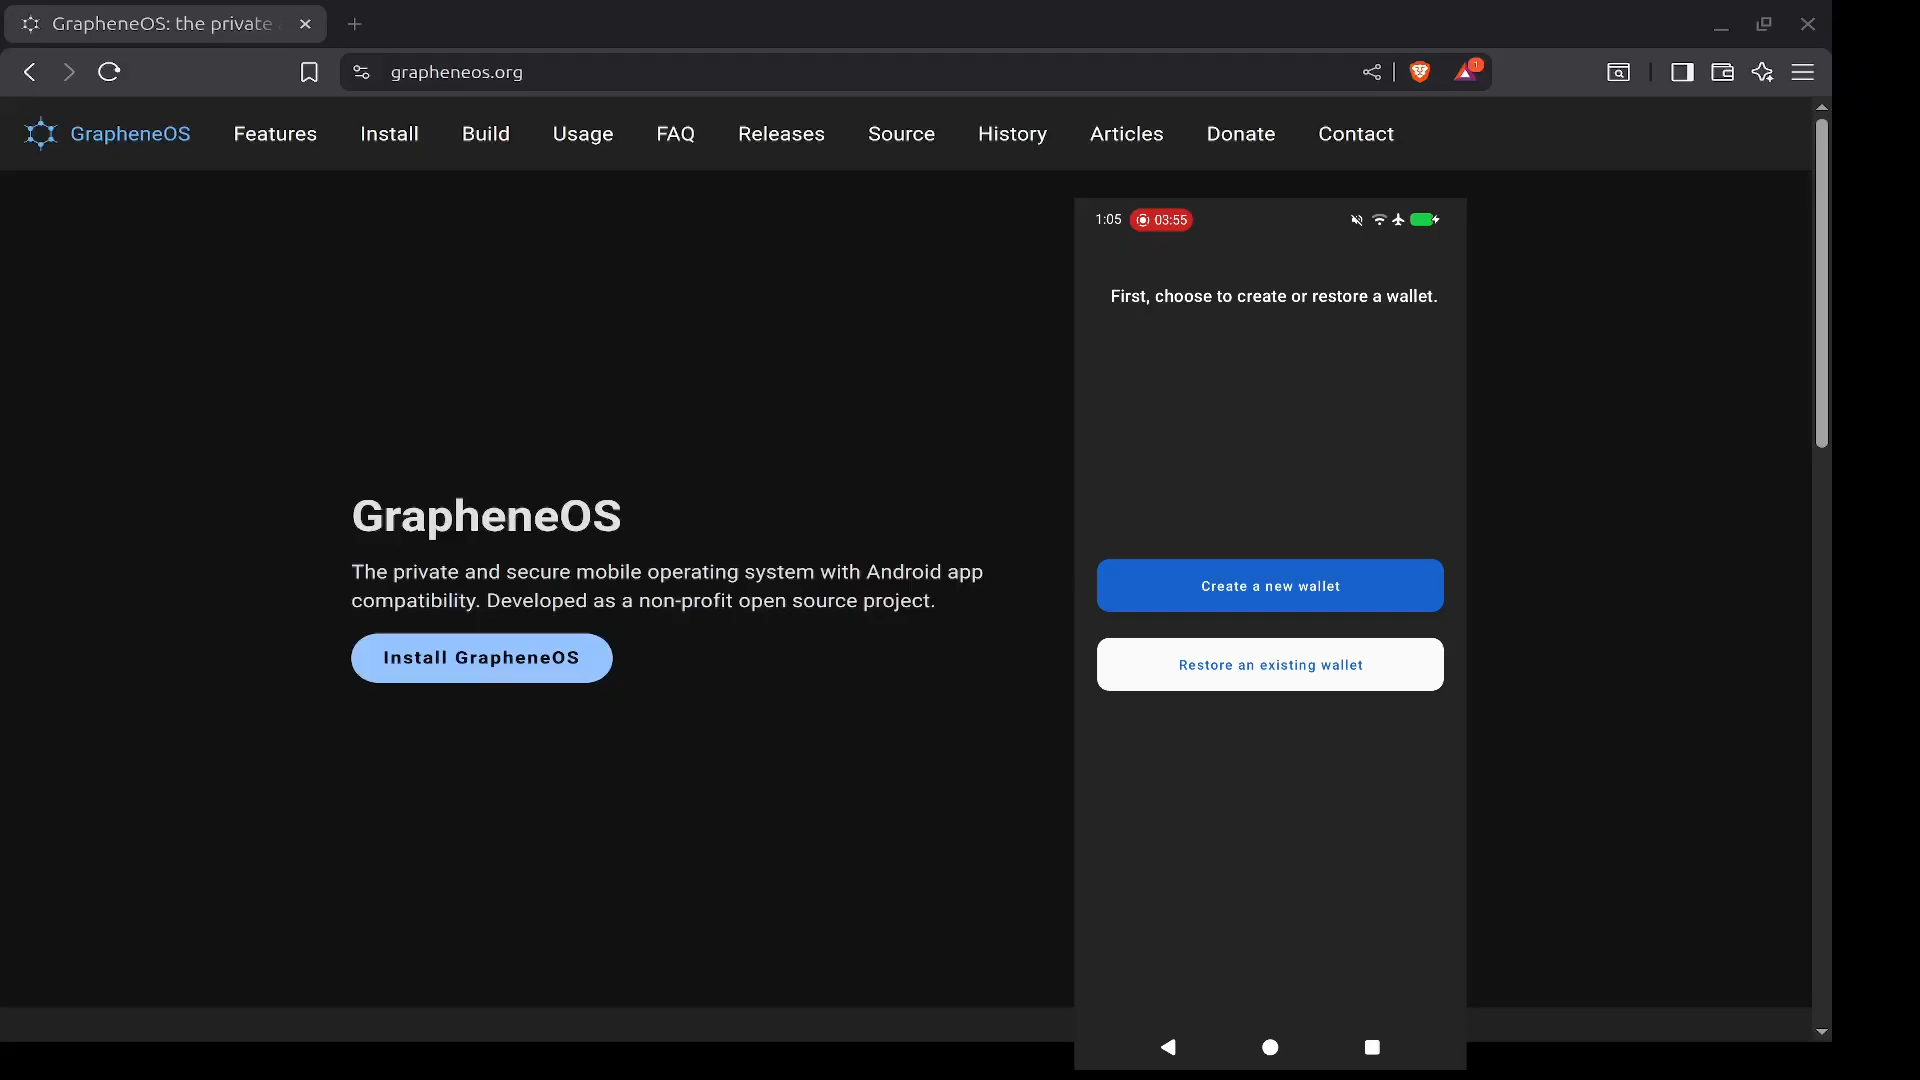 GrapheneOS: the private
grapheneos.org
1
GrapheneOS Features Install Build Usage FAQ Releases Source History Articles Donate Contact
GrapheneOS
The private and secure mobile operating system with Android app
compatibility. Developed as a non-profit open source project.
Install GrapheneOS
1:05 03:55
First, choose to create or restore a wallet.
Create a new wallet
Restore an existing wallet